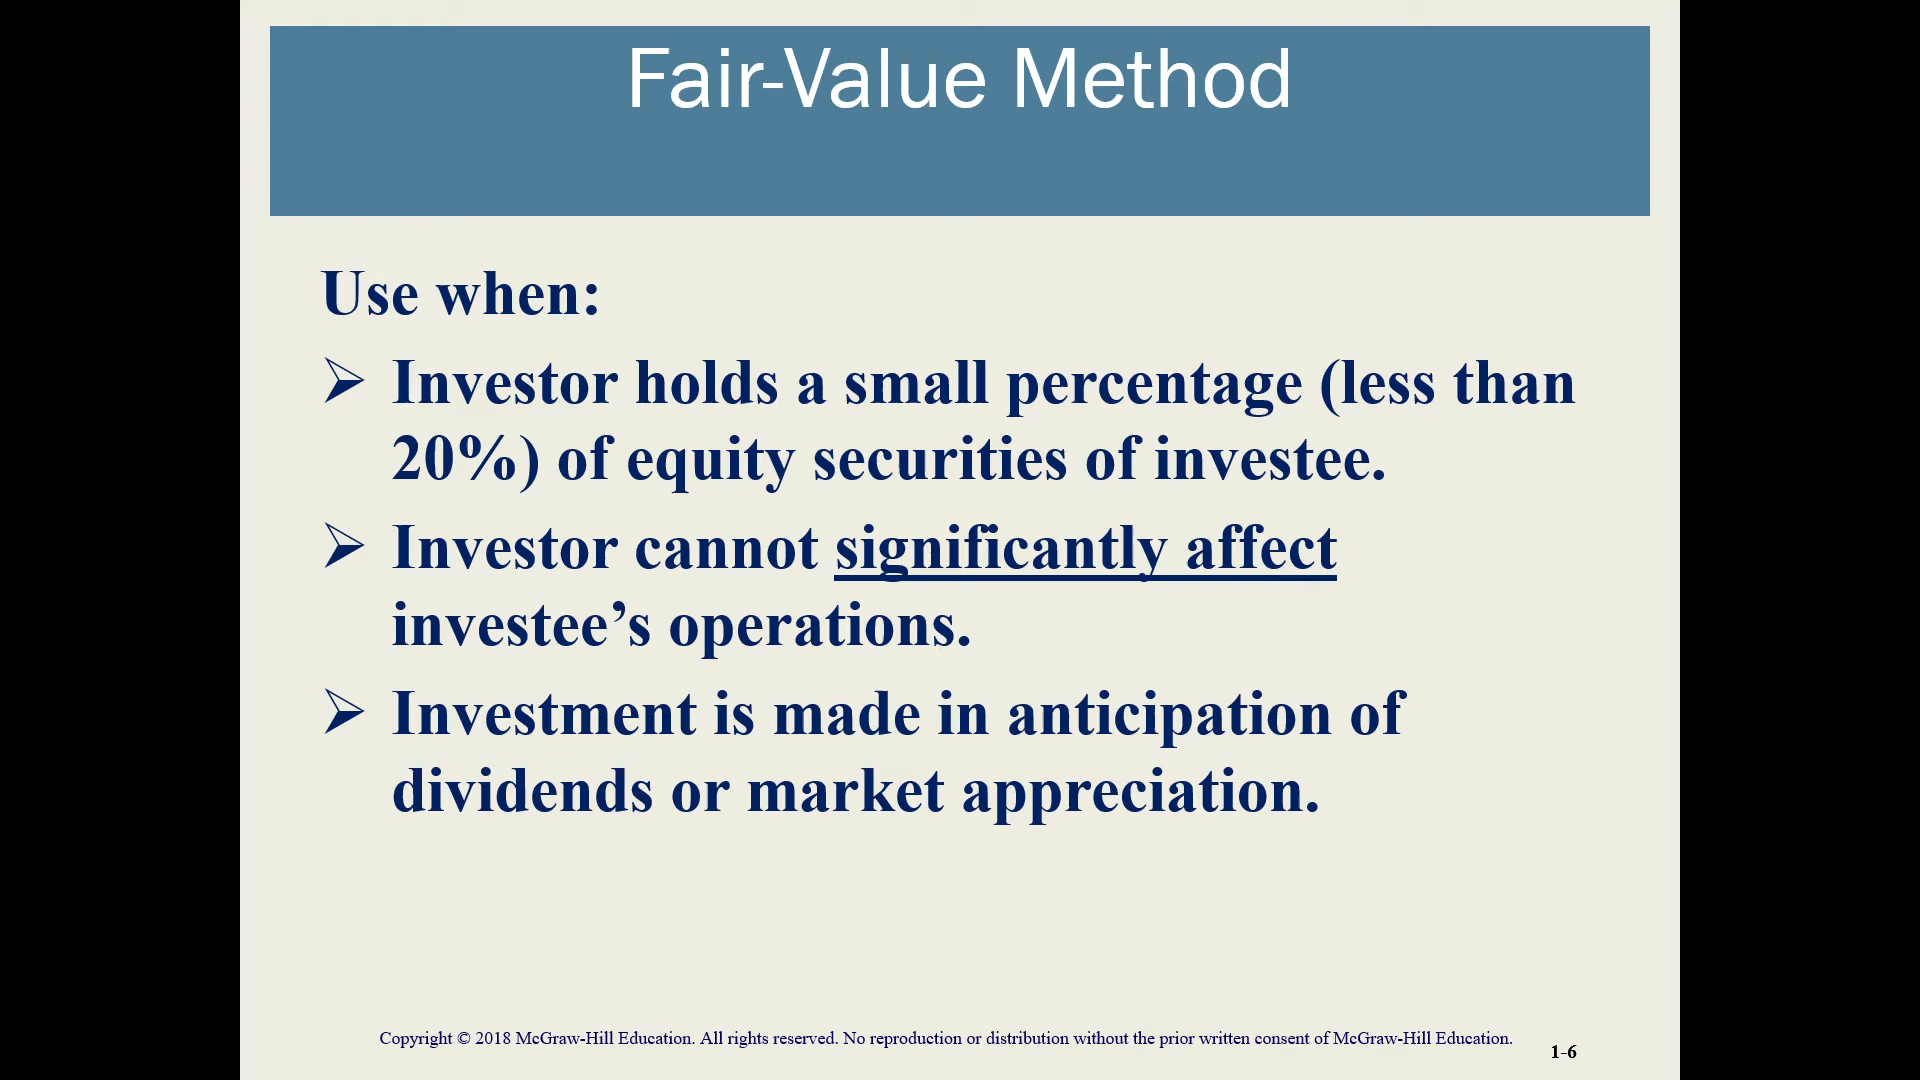 Fair-Value Method
Use when:
➢ Investor holds a small percentage (less than
20%) of equity securities of investee.
➢ Investor cannot significantly affect
investee’s operations.
➢ Investment is made in anticipation of
dividends or market appreciation.
Copyright © 2018 McGraw-Hill Education. All rights reserved. No reproduction or distribution without the prior written consent of McGraw-Hill Education.
1-6